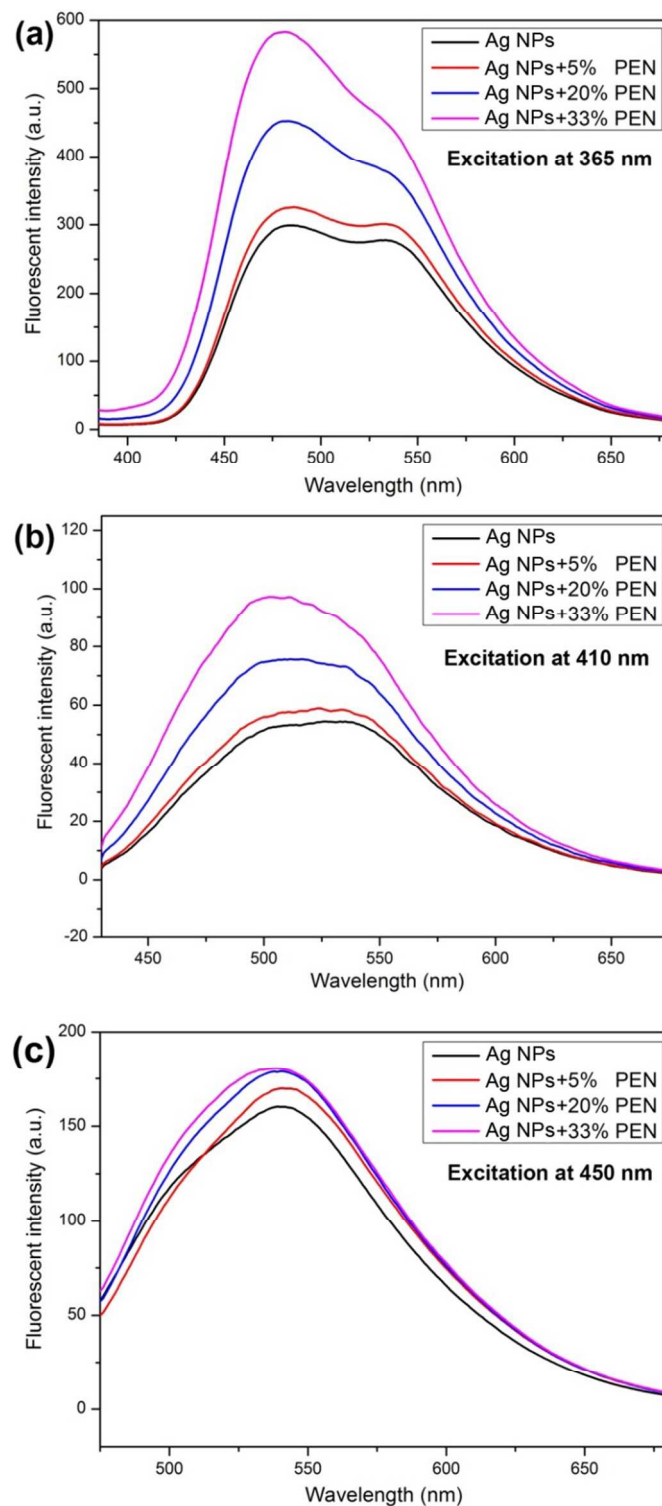 (a)
600
500
400
300
200
100
0
Fluorescent intensity (a.u.)
Ag NPs
Ag NPs+5% PEN
Ag NPs+20% PEN
Ag NPs+33% PEN
Excitation at 365 nm
400 450 500 550 600 650
Wavelength (nm)
(b)
120
100
80
60
40
20
0
-20
Fluorescent intensity (a.u.)
Ag NPs
Ag NPs+5% PEN
Ag NPs+20% PEN
Ag NPs+33% PEN
Excitation at 410 nm
450 500 550 600 650
Wavelength (nm)
(c)
200
150
100
50
0
Fluorescent intensity (a.u.)
Ag NPs
Ag NPs+5% PEN
Ag NPs+20% PEN
Ag NPs+33% PEN
Excitation at 450 nm
500 550 600 650
Wavelength (nm)